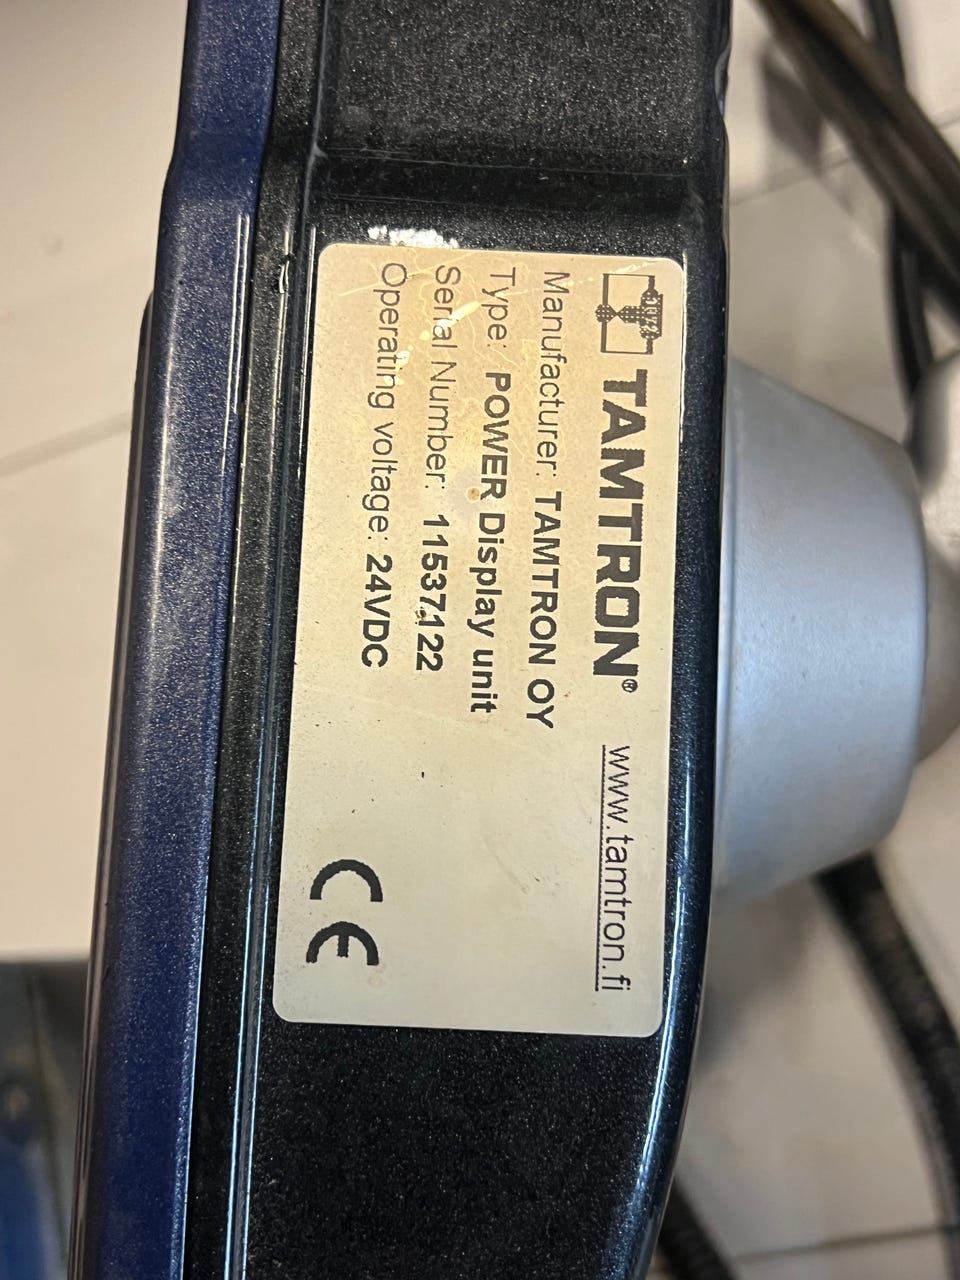 TAMTRON® www.tamtron.fi
Manufacturer: TAMTRON OY
Type: POWER Display unit
Serial Number: 11537122
Operating voltage: 24VDC
CE